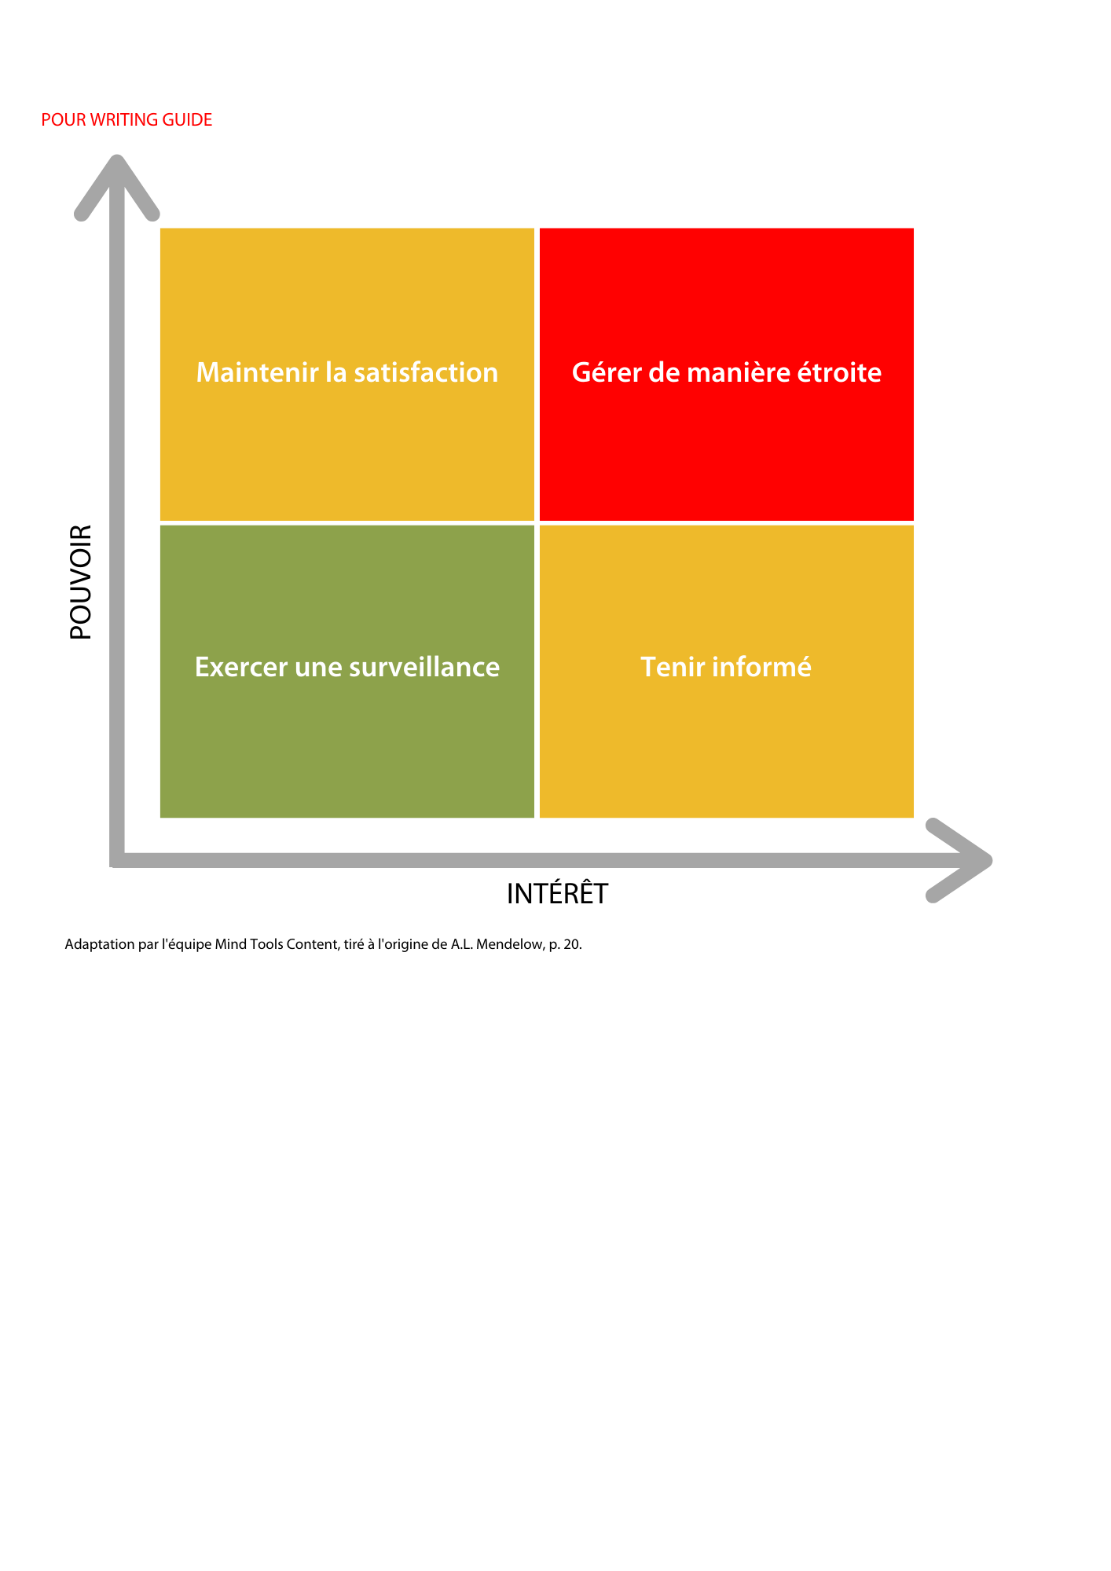 POUR WRITING GUIDE
Maintenir la satisfaction
Gérer de manière étroite
POUVOIR
Exercer une surveillance
Tenir informé
INTÉRÊT
Adaptation par l'équipe Mind Tools Content, tiré à l'origine de A.L. Mendelow, p. 20.